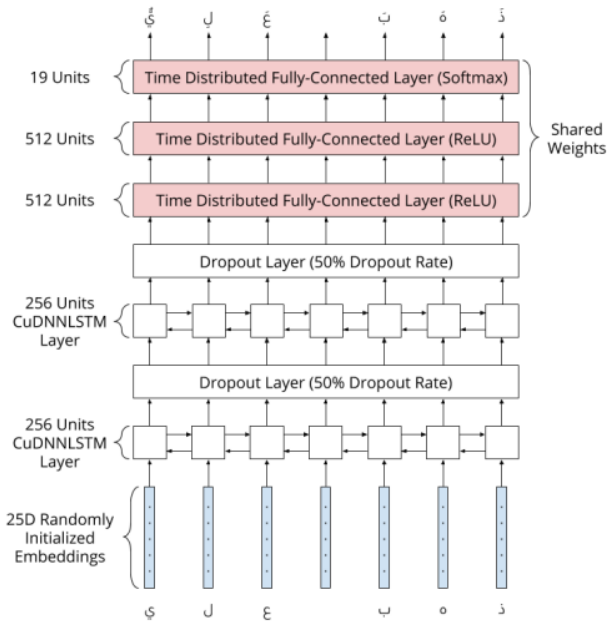 ذَ هَ بَ عَ لِ يٌّ
19 Units
Time Distributed Fully-Connected Layer (Softmax)
512 Units
Time Distributed Fully-Connected Layer (ReLU)
Shared
Weights
512 Units
Time Distributed Fully-Connected Layer (ReLU)
Dropout Layer (50% Dropout Rate)
256 Units
CuDNNLSTM
Layer
Dropout Layer (50% Dropout Rate)
256 Units
CuDNNLSTM
Layer
25D Randomly
Initialized
Embeddings
ذ ه ب ع ل ي